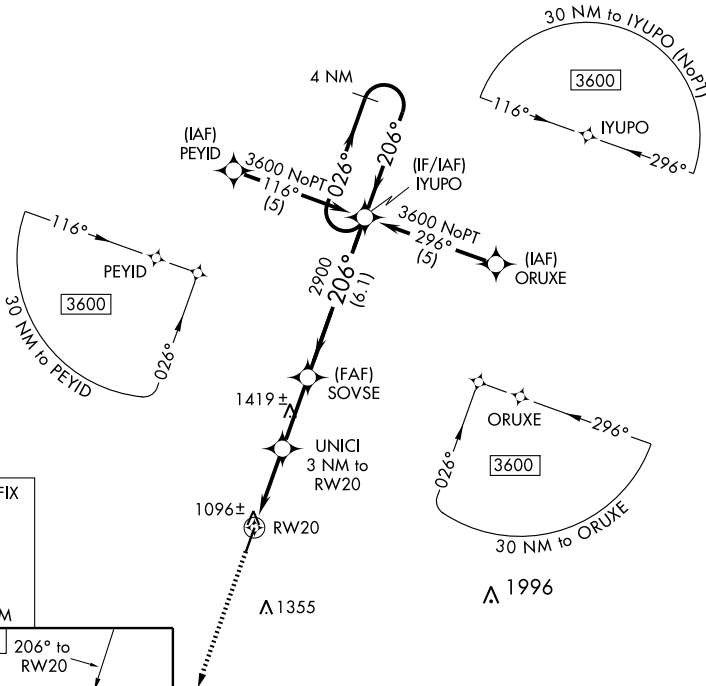 30 NM to IYUPO (NoPT)
3600
116°
IYUPO
296°
4 NM
(IAF)
PEYID
3600 NoPT
116°
(5)
026°
206°
(IF/IAF)
IYUPO
3600 NoPT
296°
(5)
(IAF)
ORUXE
116°
PEYID
3600
30 NM to PEYID
026°
2900
206°
(6.1)
(FAF)
SOVSE
1419 ±
UNICI
3 NM to
RW20
ORUXE
296°
026°
3600
30 NM to ORUXE
FIX
1096±
RW20
1355
1996
M
206° to
RW20